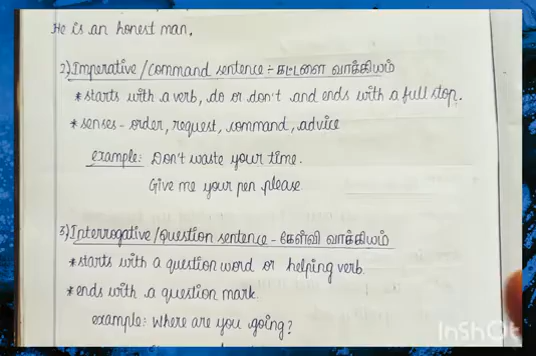 He is an honest man.
2) Imperative/Command sentence :- கட்டளை வாக்கியம்
* starts with a verb, do or don't and ends with a full stop.
* senses - order, request, command, advice
example: Don't waste your time.
Give me your pen please
3) Interrogative/Question sentence - கேள்வி வாக்கியம்
* starts with a question word or helping verb.
* ends with a question mark.
example: Where are you going?
InShOt